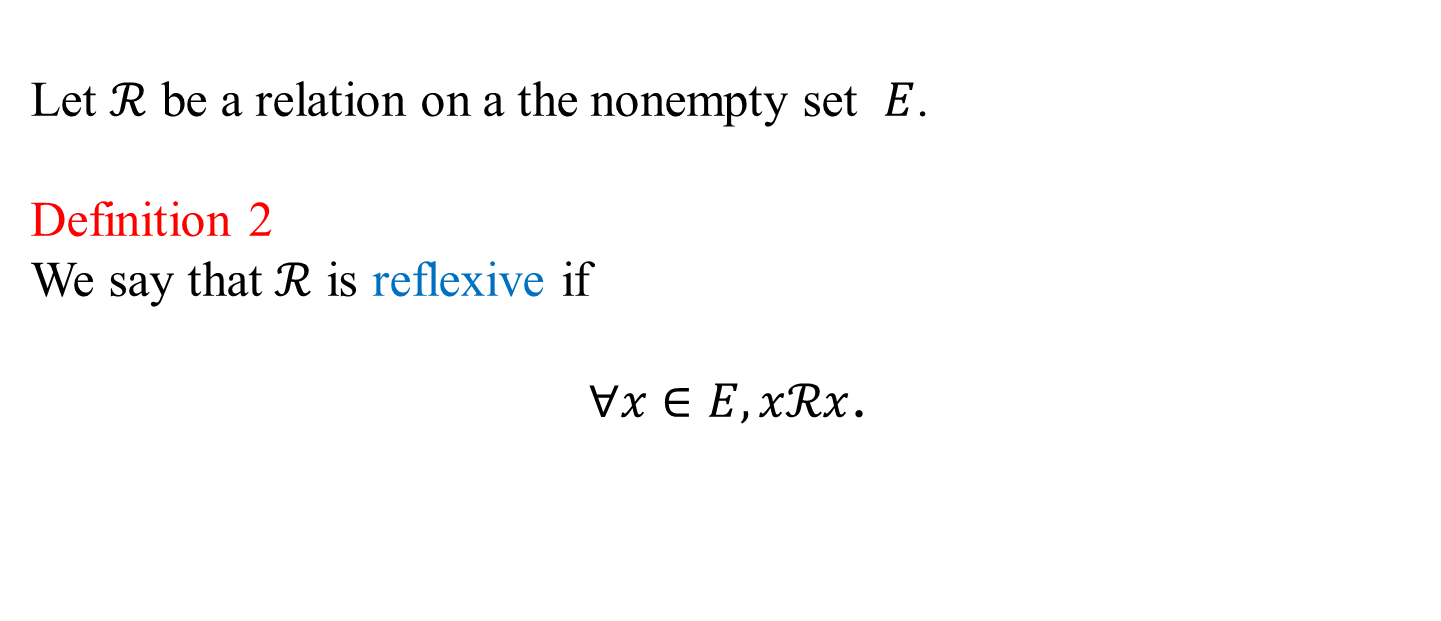 Let ℛ be a relation on a the nonempty set E.
Definition 2
We say that ℛ is reflexive if
∀x ∈ E, xℛx.